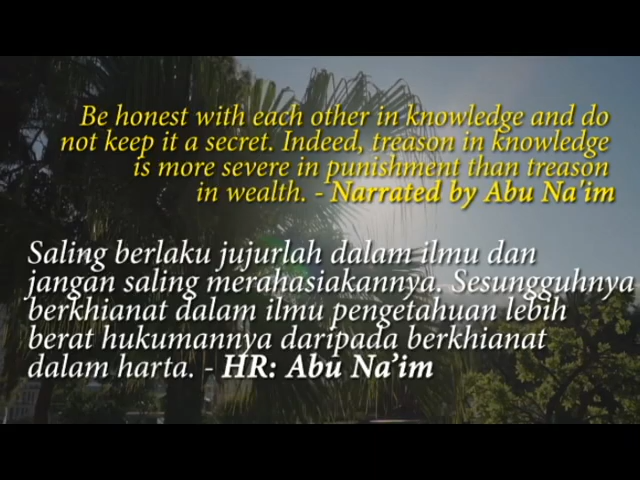 Be honest with each other in knowledge and do
not keep it a secret. Indeed, treason in knowledge
is more severe in punishment than treason
in wealth. - Narrated by Abu Na'im
Saling berlaku jujurlah dalam ilmu dan
jangan saling merahasiakannya. Sesungguhnya
berkhianat dalam ilmu pengetahuan lebih
berat hukumannya daripada berkhianat
dalam harta. - HR: Abu Na’im